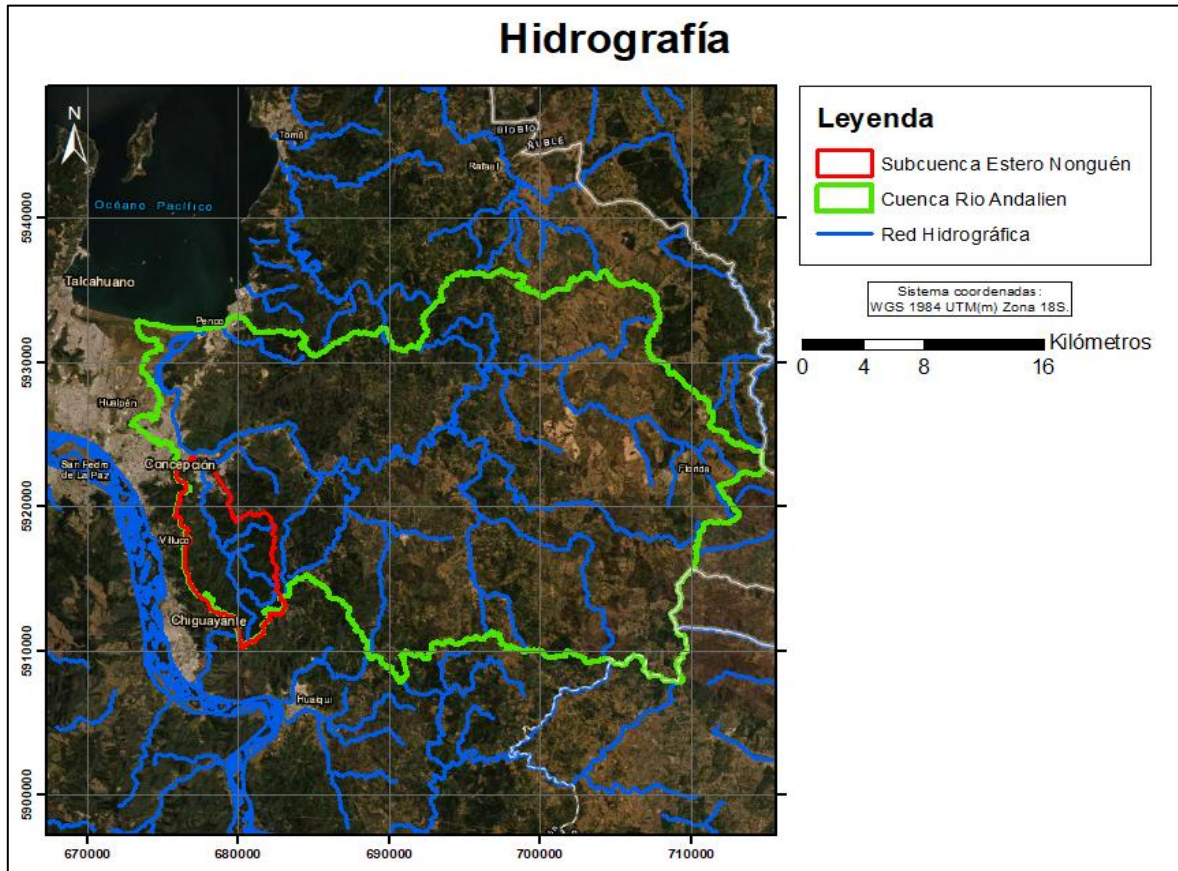 Hidrografía
N
Tomé
BIOBÍO
ÑUBLE
Rafael
Océano Pacífico
Talcahuano
Penco
Hualpén
San Pedro
de La Paz
Concepción
Florida
Villuco
Chiguayante
Hualqui
5940000
5930000
5920000
5910000
5900000
670000
680000
690000
700000
710000
Leyenda
Subcuenca Estero Nonguén
Cuenca Rio Andalien
Red Hidrográfica
Sistema coordenadas:
WGS 1984 UTM(m) Zona 18S.
Kilómetros
0 4 8 16